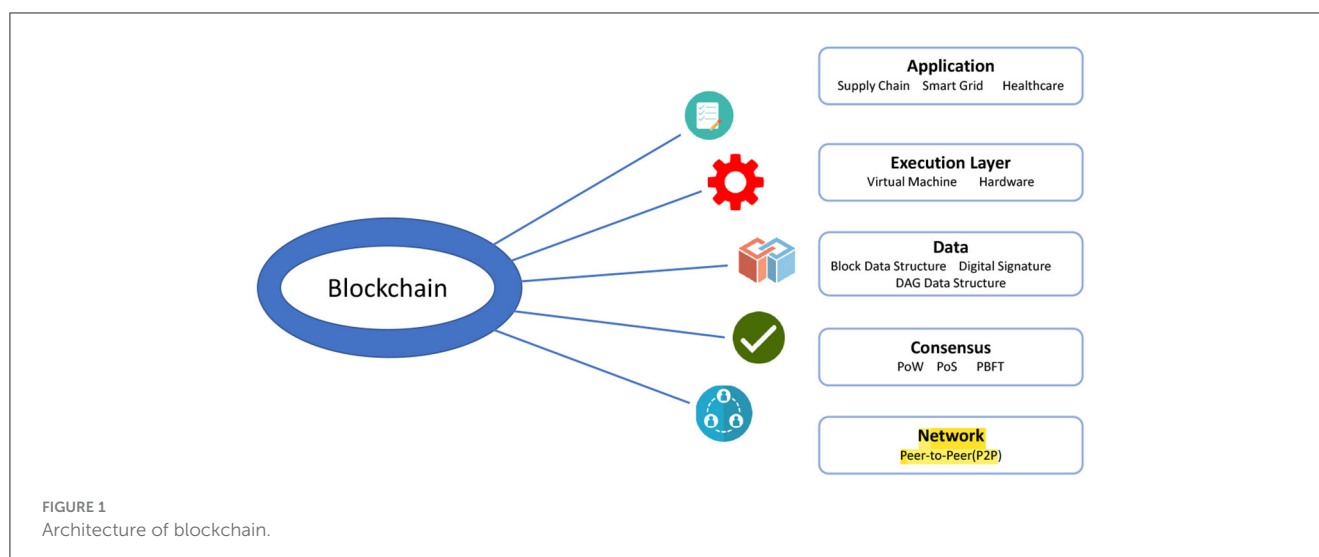 Application
Supply Chain Smart Grid Healthcare
Execution Layer
Virtual Machine Hardware
Data
Block Data Structure Digital Signature
DAG Data Structure
Blockchain
Consensus
PoW PoS PBFT
Network
Peer-to-Peer(P2P)
FIGURE 1
Architecture of blockchain.